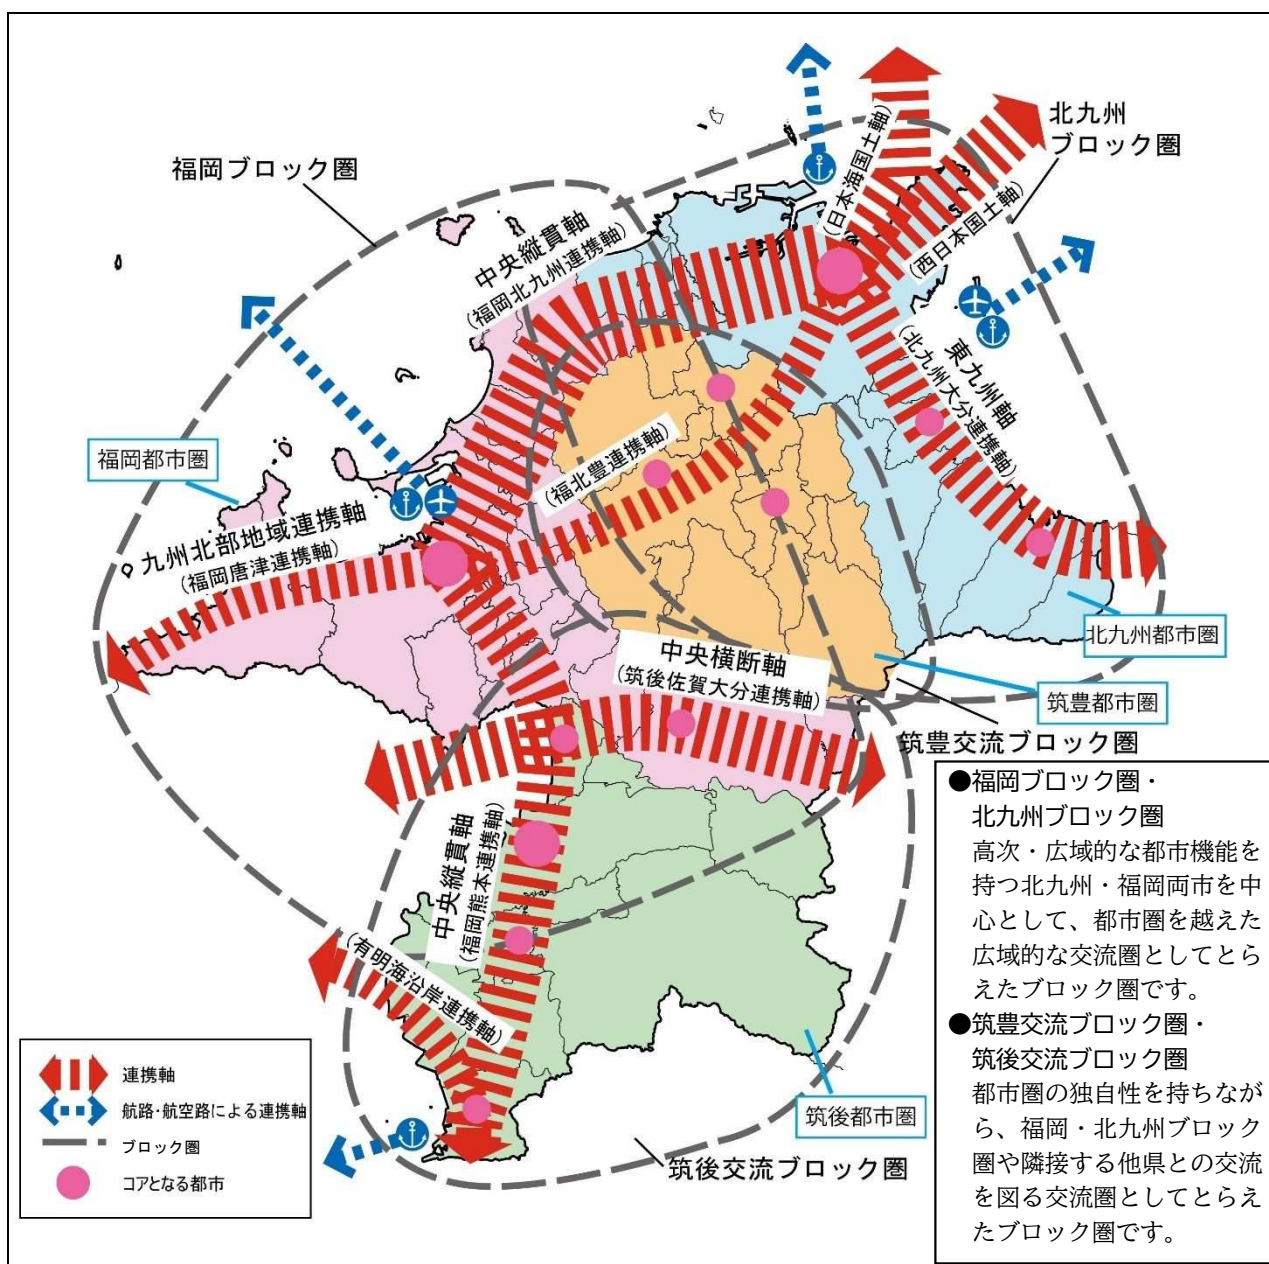 北九州
ブロック圏
福岡ブロック圏
(日本海国土軸)
中央縦貫軸
(福岡北九州連携軸)
(西日本国土軸)
東九州軸
(北九州大分連携軸)
福岡都市圏
(福北豊連携軸)
九州北部地域連携軸
(福岡唐津連携軸)
北九州都市圏
中央横断軸
(筑後佐賀大分連携軸)
筑豊都市圏
筑豊交流ブロック圏
中央縦貫軸
(福岡熊本連携軸)
(有明海沿岸連携軸)
筑後都市圏
筑後交流ブロック圏
連携軸
航路・航空路による連携軸
ブロック圏
コアとなる都市
●福岡ブロック圏・
北九州ブロック圏
高次・広域的な都市機能を
持つ北九州・福岡両市を中
心として、都市圏を越えた
広域的な交流圏としてとら
えたブロック圏です。
●筑豊交流ブロック圏・
筑後交流ブロック圏
都市圏の独自性を持ちなが
ら、福岡・北九州ブロック
圏や隣接する他県との交流
を図る交流圏としてとらえ
たブロック圏です。